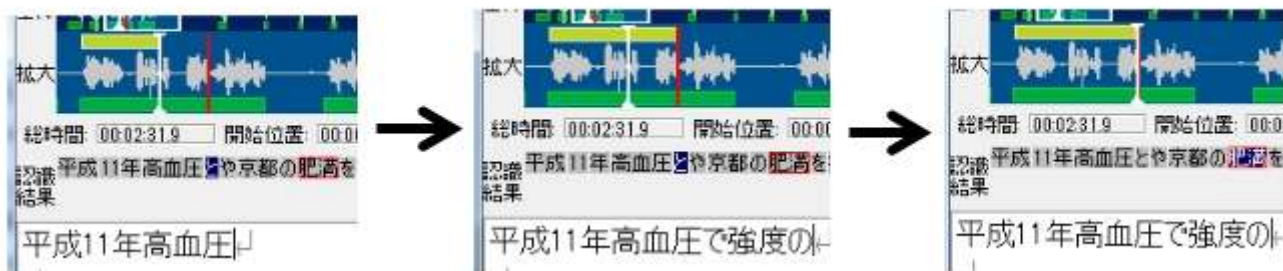 拡大
総時間: 00:02:31.9 開始位置: 00:0
認識結果
平成11年高血圧とや京都の肥満を
平成11年高血圧
拡大
総時間: 00:02:31.9 開始位置: 00:0
認識結果
平成11年高血圧とや京都の肥満を
平成11年高血圧で強度の
拡大
総時間: 00:02:31.9 開始位置: 00:0
認識結果
平成11年高血圧とや京都の肥満を
平成11年高血圧で強度の